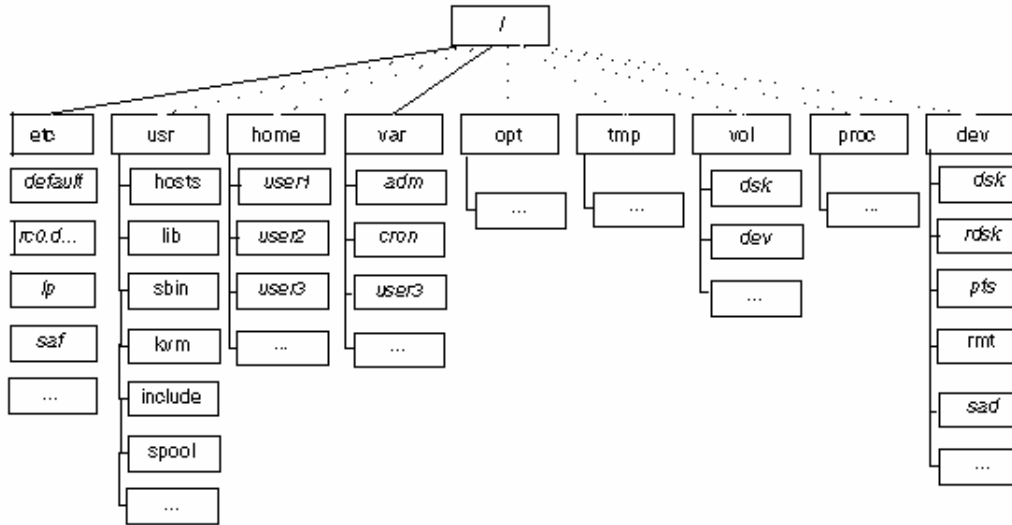 /
etc usr home var opt tmp vol proc dev
default hosts user1 adm ... ... dsk ... dsk
rc0.d... lib user2 cron dev rdsk
lp sbin user3 user3 ... pts
saf kvm ... ... rmt
... include sad
spool ...
...